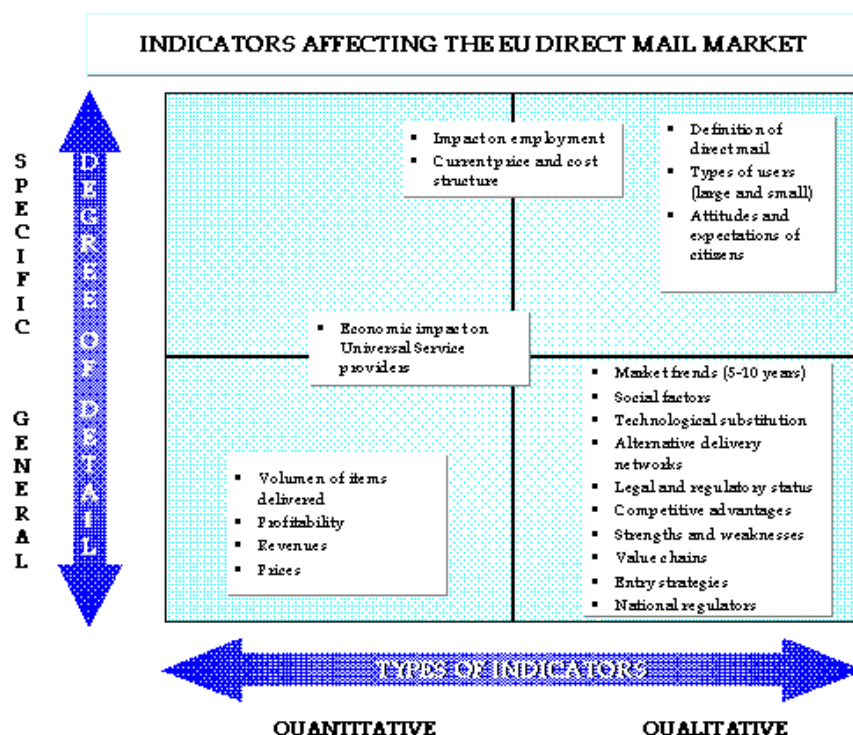 INDICATORS AFFECTING THE EU DIRECT MAIL MARKET
SPECIFIC
GENERAL
DEGREE OF DETAIL
▪ Impact on employment
▪ Current price and cost
structure
▪ Definition of
direct mail
▪ Types of users
(large and small)
▪ Attitudes and
expectations of
citizens
▪ Economic impact on
Universal Service
providers
▪ Volumen of items
delivered
▪ Profitability
▪ Revenues
▪ Prices
▪ Market trends (5-10 years)
▪ Social factors
▪ Technological substitution
▪ Alternative delivery
networks
▪ Legal and regulatory status
▪ Competitive advantages
▪ Strengths and weaknesses
▪ Value chains
▪ Entry strategies
▪ National regulators
TYPES OF INDICATORS
QUANTITATIVE
QUALITATIVE